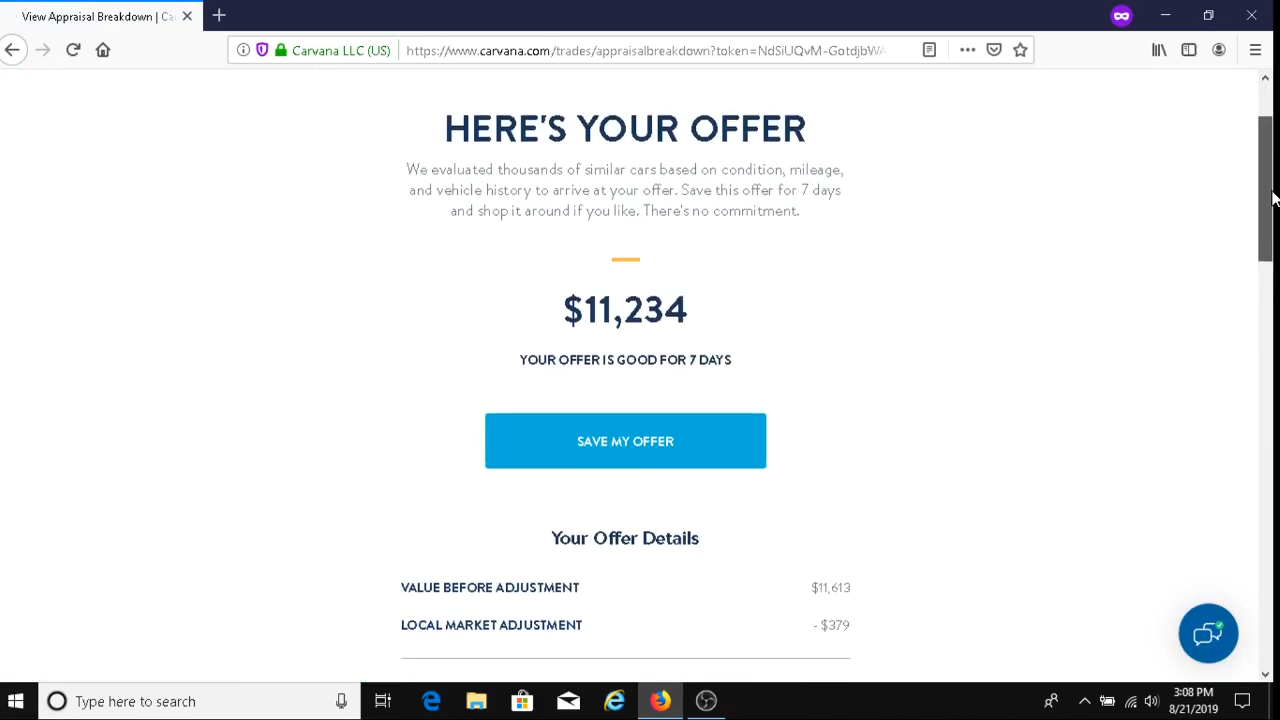 View Appraisal Breakdown | Ca
Carvana LLC (US)
https://www.carvana.com/trades/appraisalbreakdown?token=NdSiUQvM-GotdjbWA
HERE'S YOUR OFFER
We evaluated thousands of similar cars based on condition, mileage,
and vehicle history to arrive at your offer. Save this offer for 7 days
and shop it around if you like. There's no commitment.
$11,234
YOUR OFFER IS GOOD FOR 7 DAYS
SAVE MY OFFER
Your Offer Details
VALUE BEFORE ADJUSTMENT $11,613
LOCAL MARKET ADJUSTMENT - $379
Type here to search
3:08 PM
8/21/2019